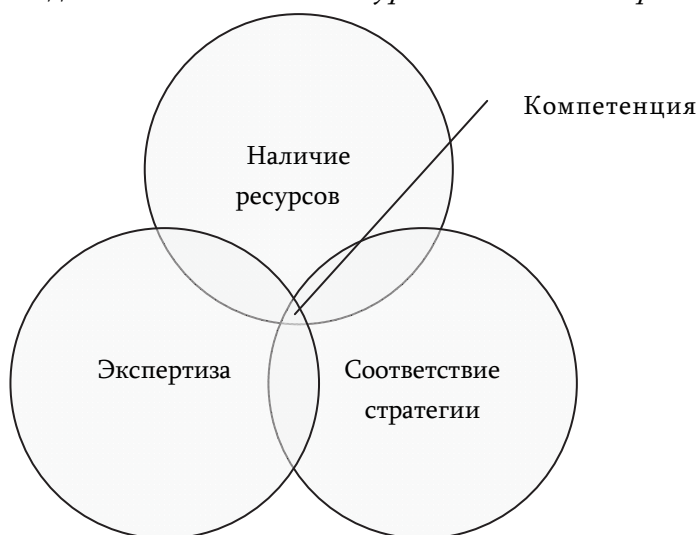 Компетенция
Наличие
ресурсов
Экспертиза
Соответствие
стратегии